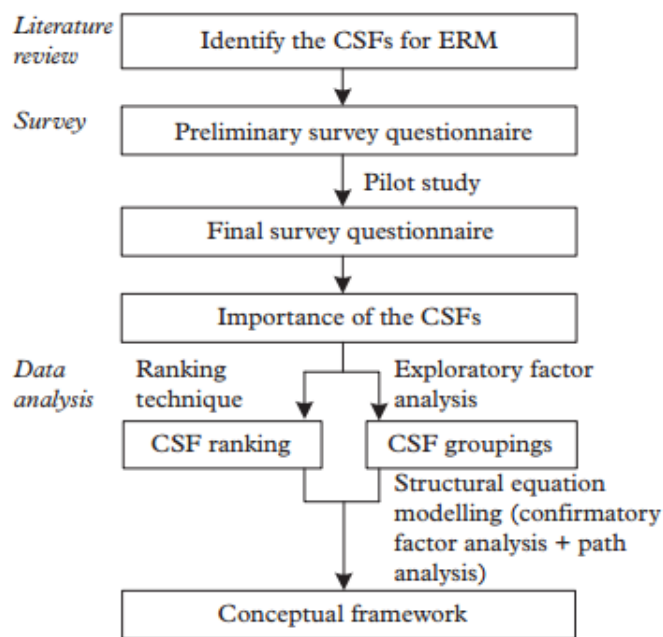 Literature
review
Identify the CSFs for ERM
Survey
Preliminary survey questionnaire
Pilot study
Final survey questionnaire
Importance of the CSFs
Data
analysis
Ranking
technique
Exploratory factor
analysis
CSF ranking
CSF groupings
Structural equation
modelling (confirmatory
factor analysis + path
analysis)
Conceptual framework